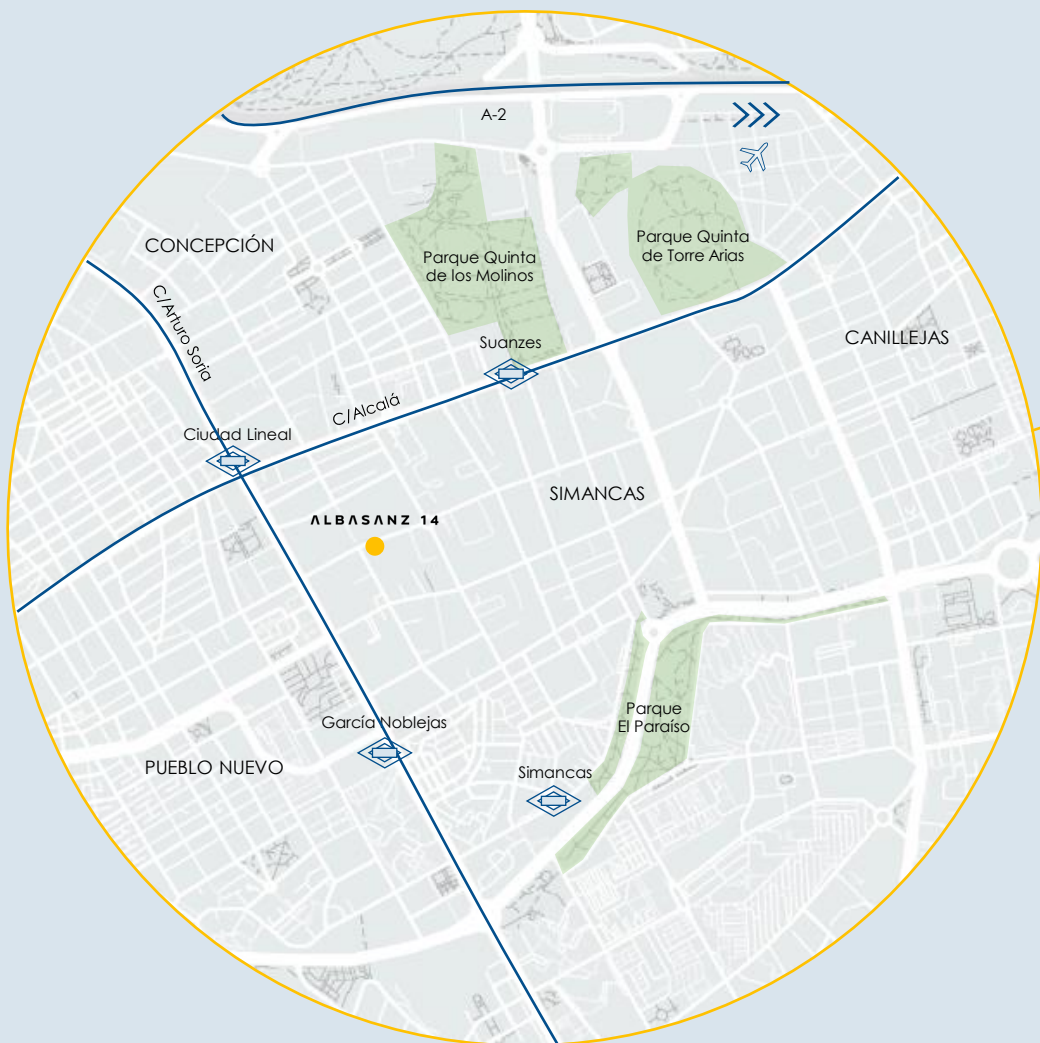 A-2
CONCEPCIÓN
Parque Quinta
de los Molinos
Parque Quinta
de Torre Arias
C/Arturo Soria
CANILLEJAS
Suanzes
C/Alcalá
Ciudad Lineal
SIMANCAS
ALBASANZ 14
Parque
El Paraíso
García Noblejas
PUEBLO NUEVO
Simancas